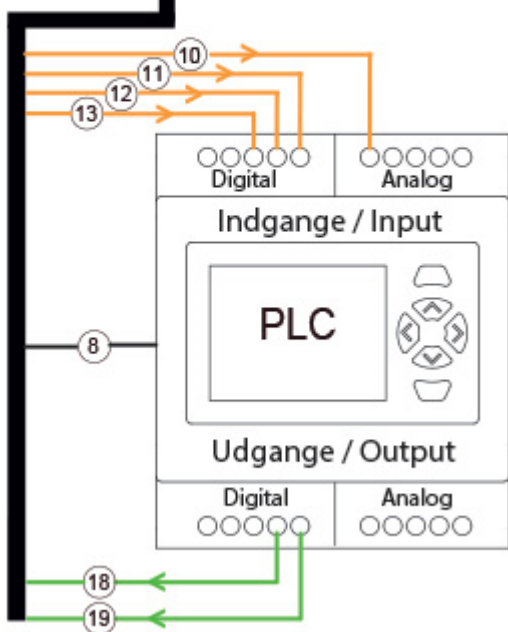 10
11
12
13
Digital Analog
Indgange / Input
PLC
8
Udgange / Output
Digital Analog
18
19